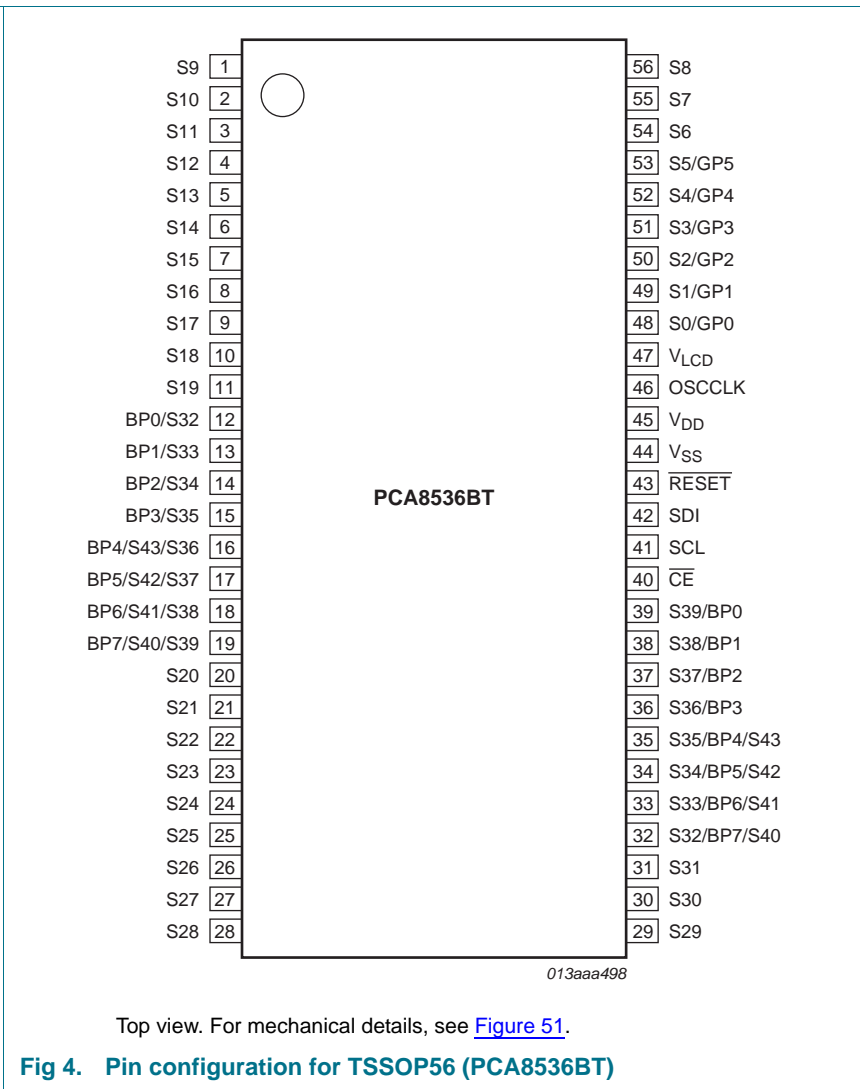 S9 1 56 S8
S10 2 55 S7
S11 3 54 S6
S12 4 53 S5/GP5
S13 5 52 S4/GP4
S14 6 51 S3/GP3
S15 7 50 S2/GP2
S16 8 49 S1/GP1
S17 9 48 S0/GP0
S18 10 47 VLCD
S19 11 46 OSCCLK
BP0/S32 12 45 VDD
BP1/S33 13 44 VSS
BP2/S34 14 43 RESET
PCA8536BT
BP3/S35 15 42 SDI
BP4/S43/S36 16 41 SCL
BP5/S42/S37 17 40 CE
BP6/S41/S38 18 39 S39/BP0
BP7/S40/S39 19 38 S38/BP1
S20 20 37 S37/BP2
S21 21 36 S36/BP3
S22 22 35 S35/BP4/S43
S23 23 34 S34/BP5/S42
S24 24 33 S33/BP6/S41
S25 25 32 S32/BP7/S40
S26 26 31 S31
S27 27 30 S30
S28 28 29 S29
013aaa498
Top view. For mechanical details, see Figure 51.
Fig 4. Pin configuration for TSSOP56 (PCA8536BT)